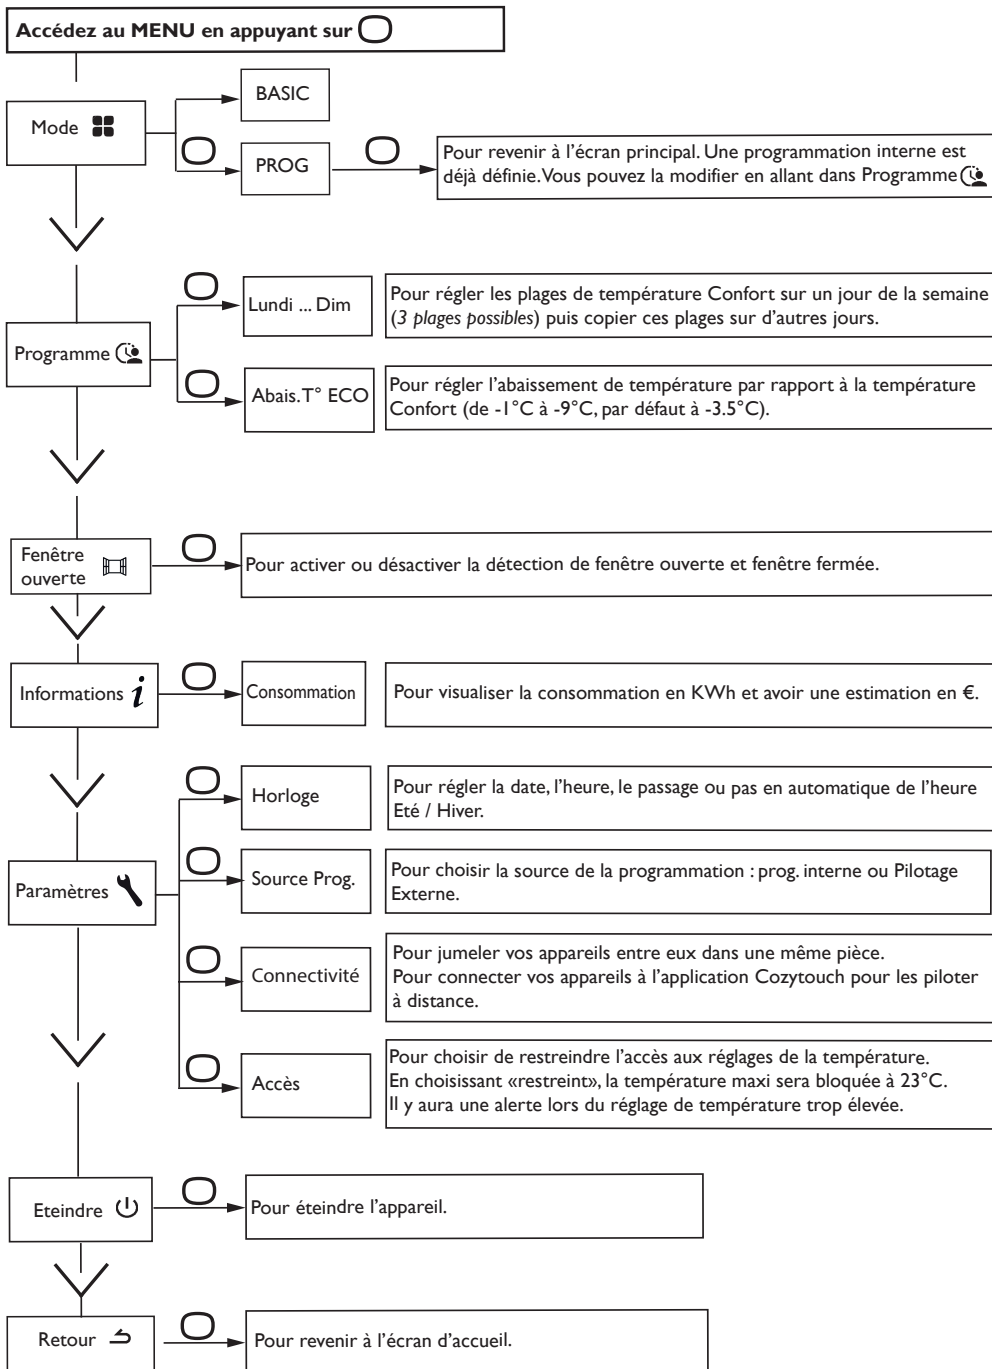 Accédez au MENU en appuyant sur
Mode
BASIC
PROG
Pour revenir à l'écran principal. Une programmation interne est
déjà définie. Vous pouvez la modifier en allant dans Programme
Programme
Lundi ... Dim
Pour régler les plages de température Confort sur un jour de la semaine
(3 plages possibles) puis copier ces plages sur d'autres jours.
Abais. T° ECO
Pour régler l'abaissement de température par rapport à la température
Confort (de -1°C à -9°C, par défaut à -3.5°C).
Fenêtre
ouverte
Pour activer ou désactiver la détection de fenêtre ouverte et fenêtre fermée.
Informations i
Consommation
Pour visualiser la consommation en KWh et avoir une estimation en €.
Paramètres
Horloge
Pour régler la date, l'heure, le passage ou pas en automatique de l'heure
Eté / Hiver.
Source Prog.
Pour choisir la source de la programmation : prog. interne ou Pilotage
Externe.
Connectivité
Pour jumeler vos appareils entre eux dans une même pièce.
Pour connecter vos appareils à l'application Cozytouch pour les piloter
à distance.
Accès
Pour choisir de restreindre l'accès aux réglages de la température.
En choisissant «restreint», la température maxi sera bloquée à 23°C.
Il y aura une alerte lors du réglage de température trop élevée.
Eteindre
Pour éteindre l'appareil.
Retour
Pour revenir à l'écran d'accueil.